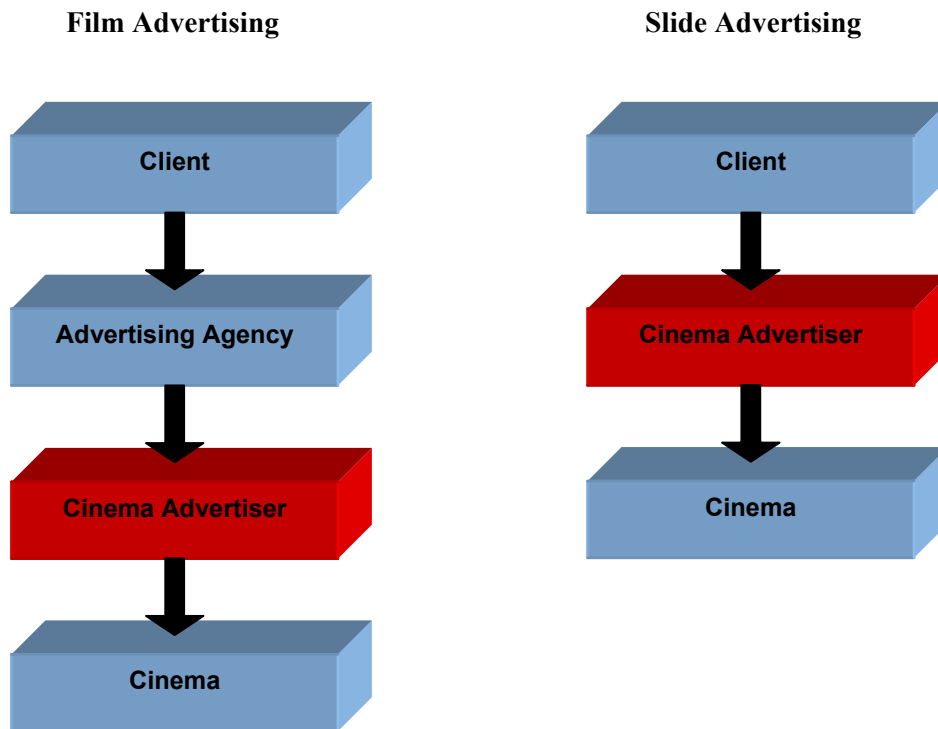 Film Advertising
Client
Advertising Agency
Cinema Advertiser
Cinema
Slide Advertising
Client
Cinema Advertiser
Cinema